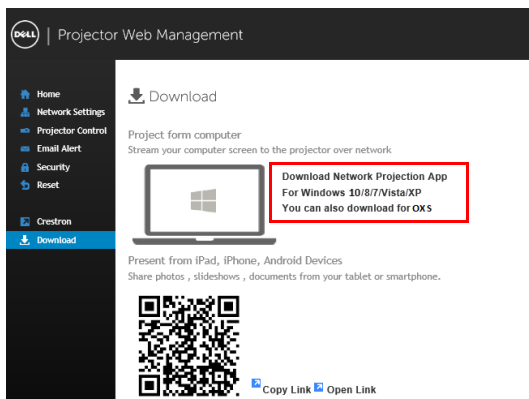 DELL | Projector Web Management
Home
Network Settings
Projector Control
Email Alert
Security
Reset
Crestron
Download
Download
Project form computer
Stream your computer screen to the projector over network
Download Network Projection App
For Windows 10/8/7/Vista/XP
You can also download for OXS
Present from iPad, iPhone, Android Devices
Share photos , slideshows , documents from your tablet or smartphone.
Copy Link Open Link